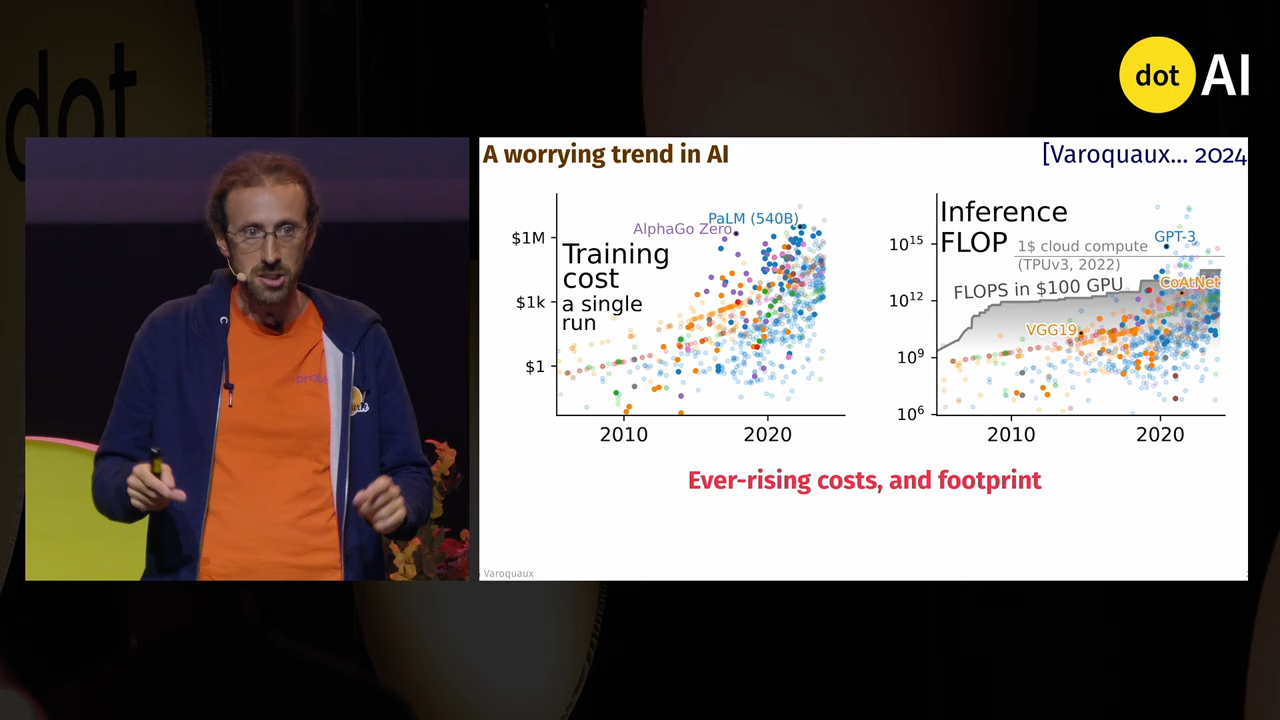 dot
dot AI
A worrying trend in AI
[Varoquaux... 2024
PaLM (540B)
AlphaGo Zero
$1M
Training
cost
a single
run
$1k
$1
2010
2020
Inference
FLOP
10¹⁵
1$ cloud compute
(TPUv3, 2022)
GPT-3
FLOPS in $100 GPU
CoAtNet
10¹²
VGG19
10⁹
10⁶
2010
2020
Ever-rising costs, and footprint
Varoquaux